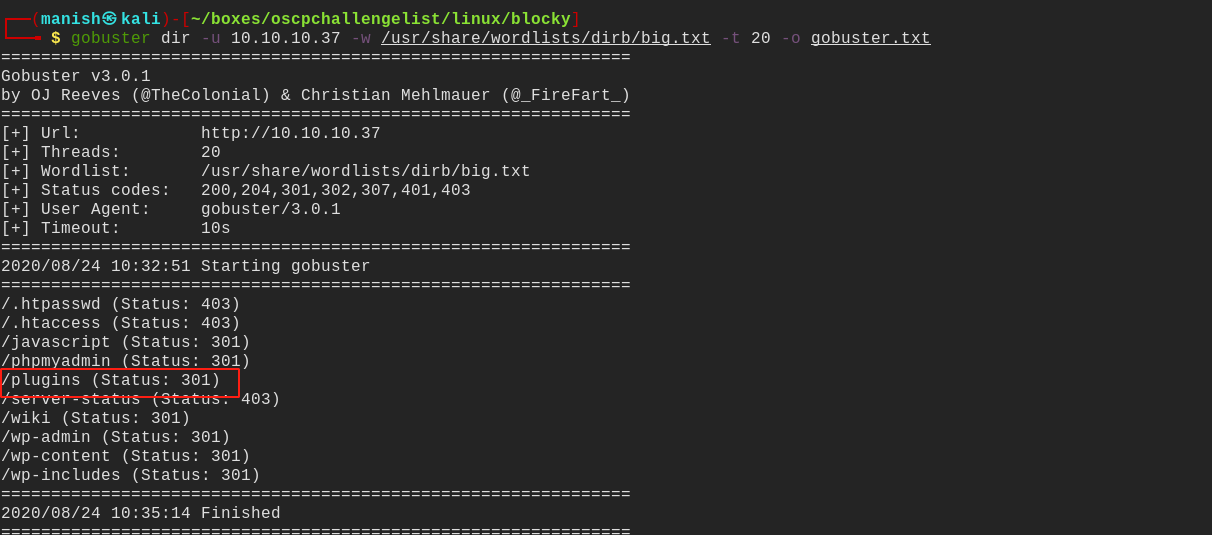 ┌──(manish㉿kali)-[~/boxes/oscpchallengelist/linux/blocky]
└─╼ $ gobuster dir -u 10.10.10.37 -w /usr/share/wordlists/dirb/big.txt -t 20 -o gobuster.txt
===============================================================
Gobuster v3.0.1
by OJ Reeves (@TheColonial) & Christian Mehlmauer (@_FireFart_)
===============================================================
[+] Url:            http://10.10.10.37
[+] Threads:        20
[+] Wordlist:       /usr/share/wordlists/dirb/big.txt
[+] Status codes:   200,204,301,302,307,401,403
[+] User Agent:     gobuster/3.0.1
[+] Timeout:        10s
===============================================================
2020/08/24 10:32:51 Starting gobuster
===============================================================
/.htpasswd (Status: 403)
/.htaccess (Status: 403)
/javascript (Status: 301)
/phpmyadmin (Status: 301)
/plugins (Status: 301)
/server-status (Status: 403)
/wiki (Status: 301)
/wp-admin (Status: 301)
/wp-content (Status: 301)
/wp-includes (Status: 301)
===============================================================
2020/08/24 10:35:14 Finished
===============================================================